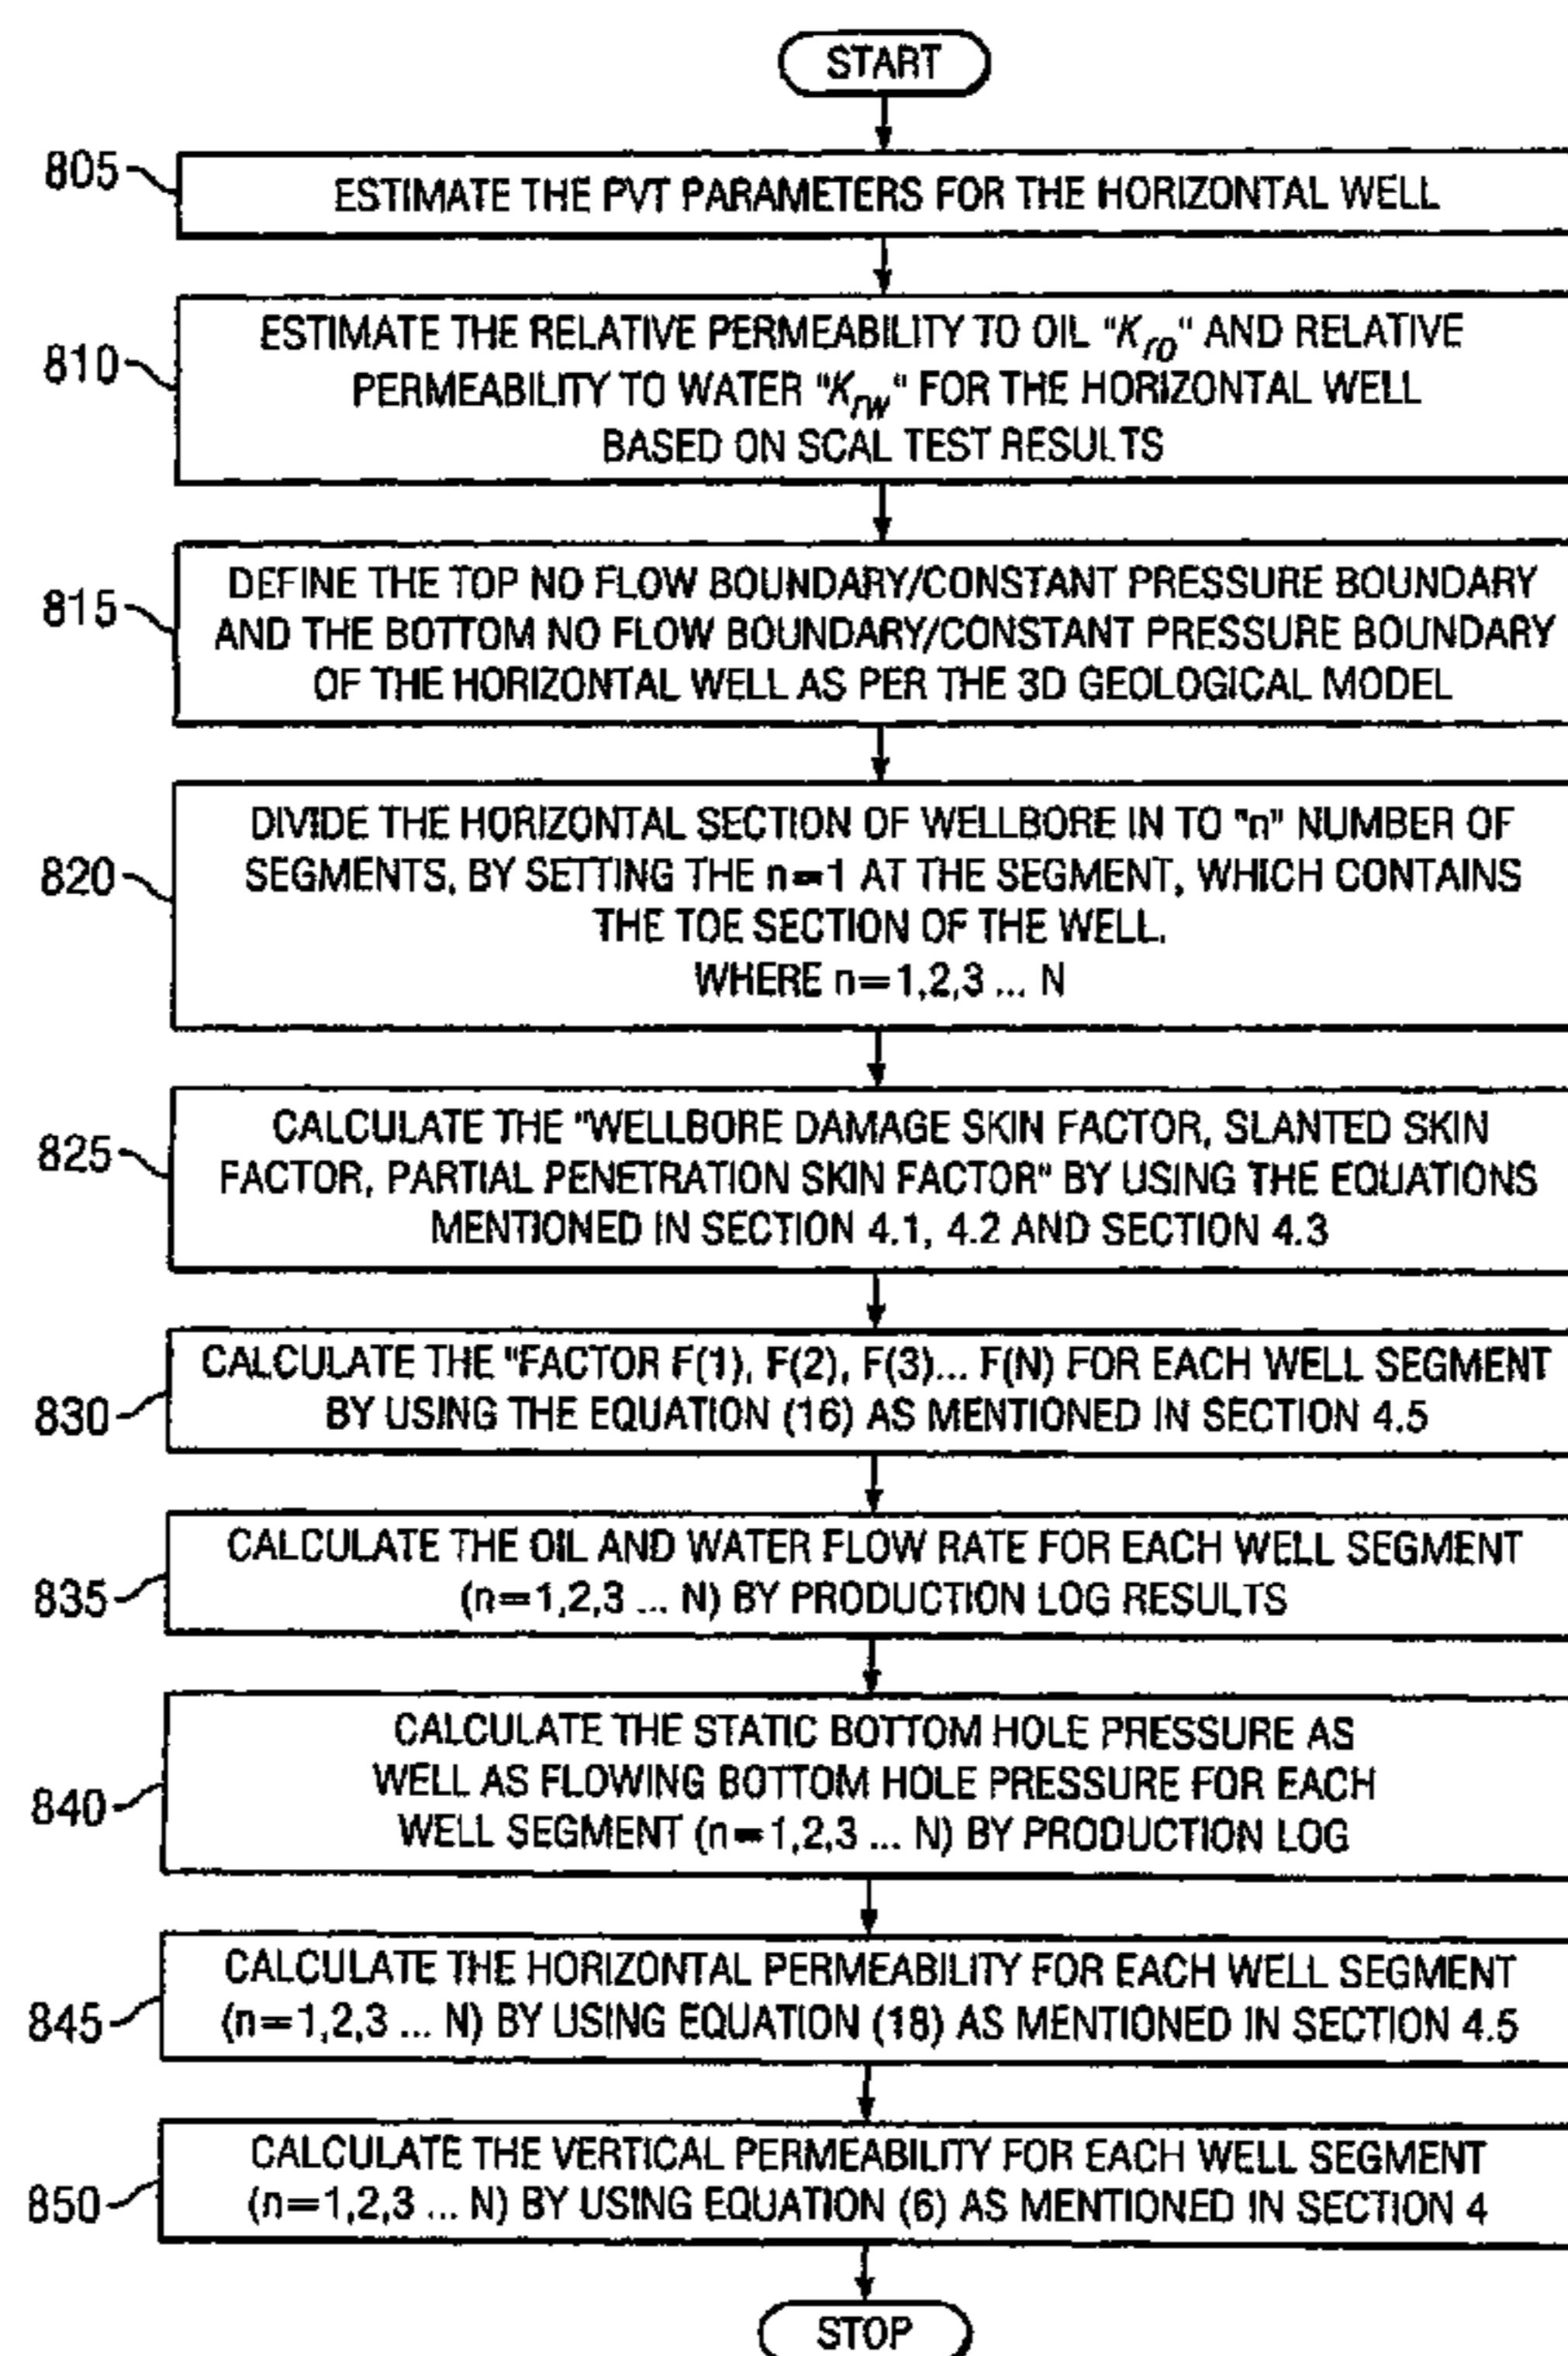 START
805
ESTIMATE THE PVT PARAMETERS FOR THE HORIZONTAL WELL
810
ESTIMATE THE RELATIVE PERMEABILITY TO OIL "Kro" AND RELATIVE
PERMEABILITY TO WATER "Krw" FOR THE HORIZONTAL WELL
BASED ON SCAL TEST RESULTS
815
DEFINE THE TOP NO FLOW BOUNDARY/CONSTANT PRESSURE BOUNDARY
AND THE BOTTOM NO FLOW BOUNDARY/CONSTANT PRESSURE BOUNDARY
OF THE HORIZONTAL WELL AS PER THE 3D GEOLOGICAL MODEL
820
DIVIDE THE HORIZONTAL SECTION OF WELLBORE IN TO "n" NUMBER OF
SEGMENTS, BY SETTING THE n=1 AT THE SEGMENT, WHICH CONTAINS
THE TOE SECTION OF THE WELL.
WHERE n=1,2,3 ... N
825
CALCULATE THE "WELLBORE DAMAGE SKIN FACTOR, SLANTED SKIN
FACTOR, PARTIAL PENETRATION SKIN FACTOR" BY USING THE EQUATIONS
MENTIONED IN SECTION 4.1, 4.2 AND SECTION 4.3
830
CALCULATE THE "FACTOR F(1), F(2), F(3)... F(N) FOR EACH WELL SEGMENT
BY USING THE EQUATION (16) AS MENTIONED IN SECTION 4.5
835
CALCULATE THE OIL AND WATER FLOW RATE FOR EACH WELL SEGMENT
(n=1,2,3 ... N) BY PRODUCTION LOG RESULTS
840
CALCULATE THE STATIC BOTTOM HOLE PRESSURE AS
WELL AS FLOWING BOTTOM HOLE PRESSURE FOR EACH
WELL SEGMENT (n=1,2,3 ... N) BY PRODUCTION LOG
845
CALCULATE THE HORIZONTAL PERMEABILITY FOR EACH WELL SEGMENT
(n=1,2,3 ... N) BY USING EQUATION (18) AS MENTIONED IN SECTION 4.5
850
CALCULATE THE VERTICAL PERMEABILITY FOR EACH WELL SEGMENT
(n=1,2,3 ... N) BY USING EQUATION (6) AS MENTIONED IN SECTION 4
STOP